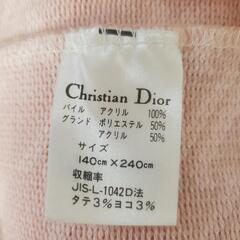 Christian Dior
パイル アクリル 100%
グランド ポリエステル 50%
アクリル 50%
サイズ
140cm×240cm
収縮率
JIS-L-1042D法
タテ3%ヨコ3%